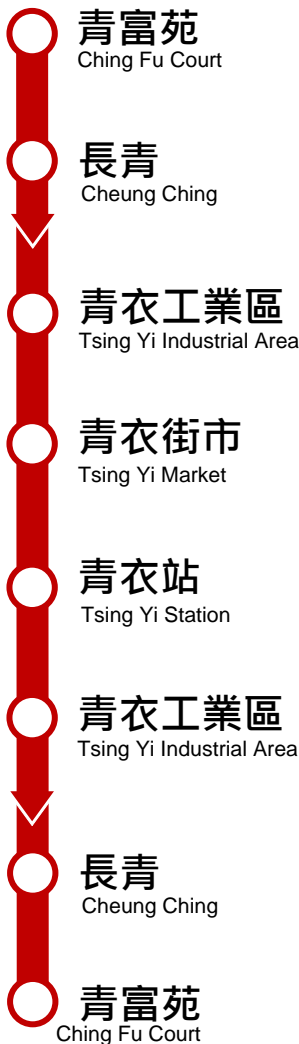 青富苑
Ching Fu Court
長青
Cheung Ching
青衣工業區
Tsing Yi Industrial Area
青衣街市
Tsing Yi Market
青衣站
Tsing Yi Station
青衣工業區
Tsing Yi Industrial Area
長青
Cheung Ching
青富苑
Ching Fu Court